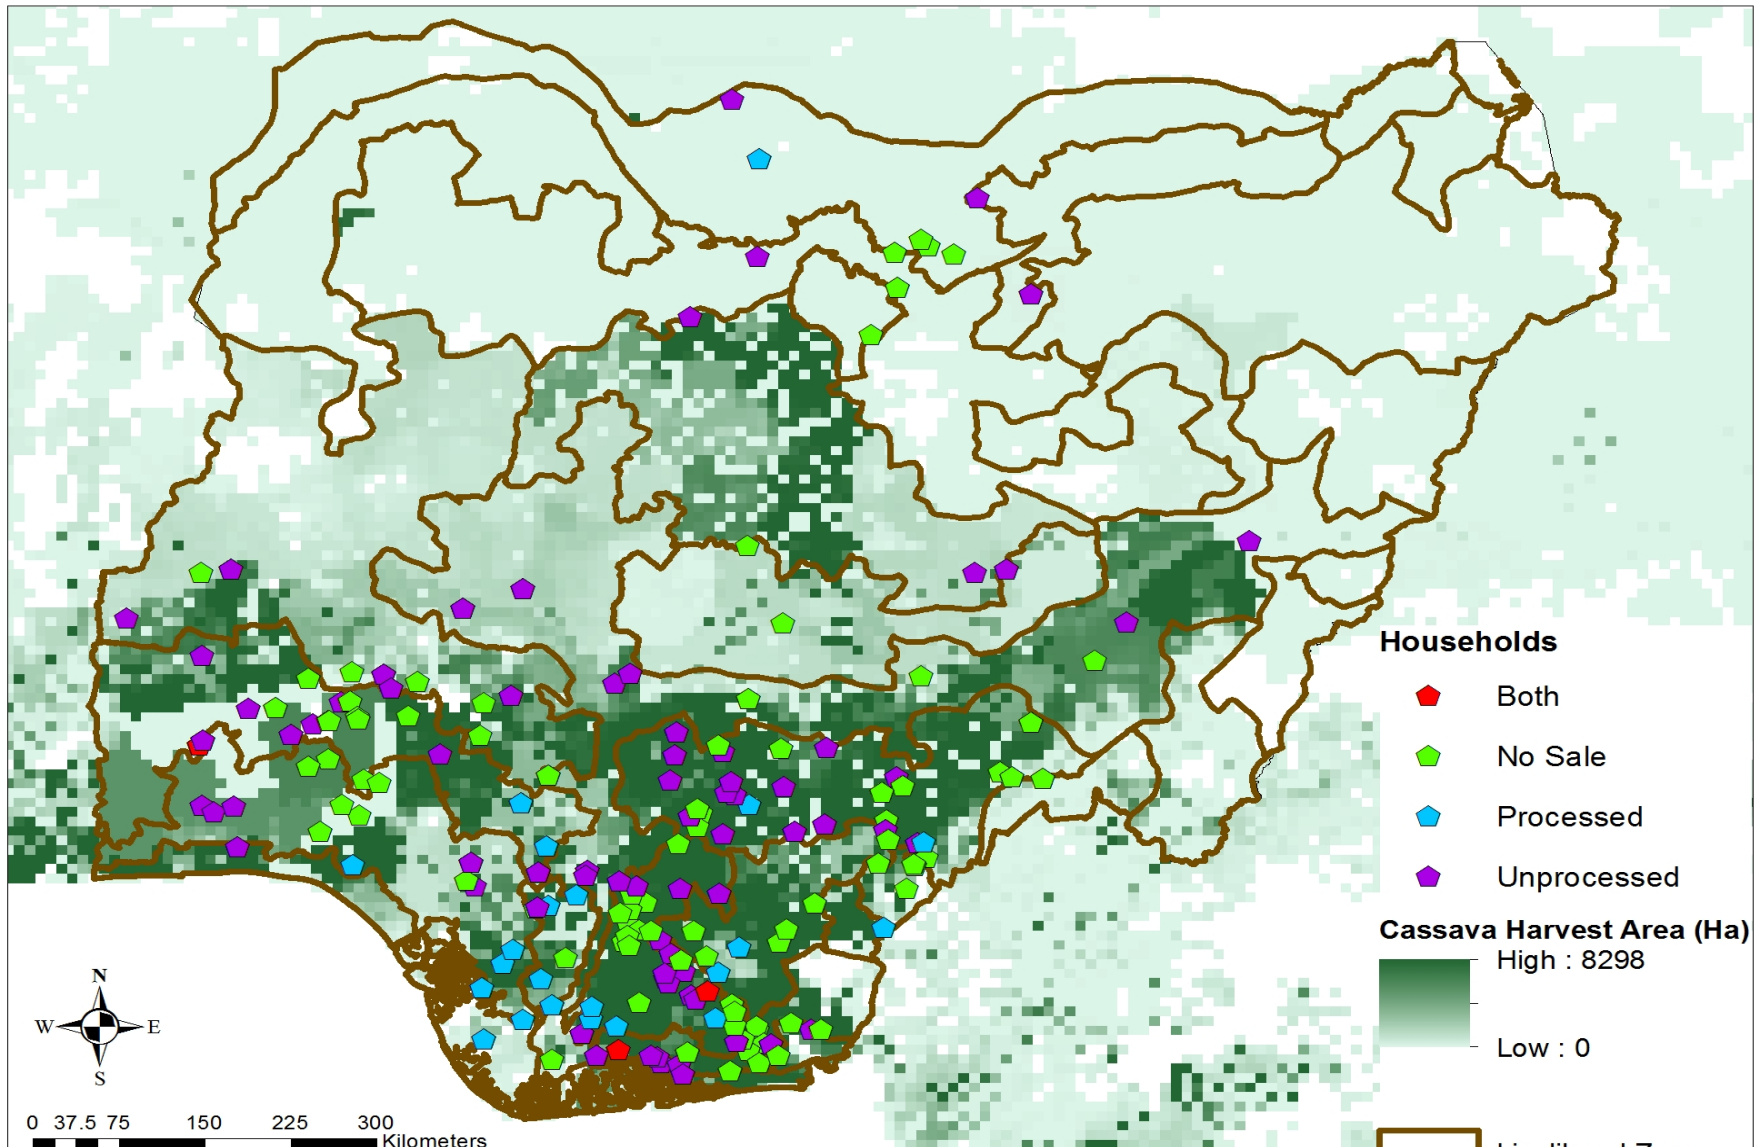 Households
Both
No Sale
Processed
Unprocessed
Cassava Harvest Area (Ha)
High : 8298
Low : 0
N
W E
S
0 37.5 75 150 225 300
Kilometers